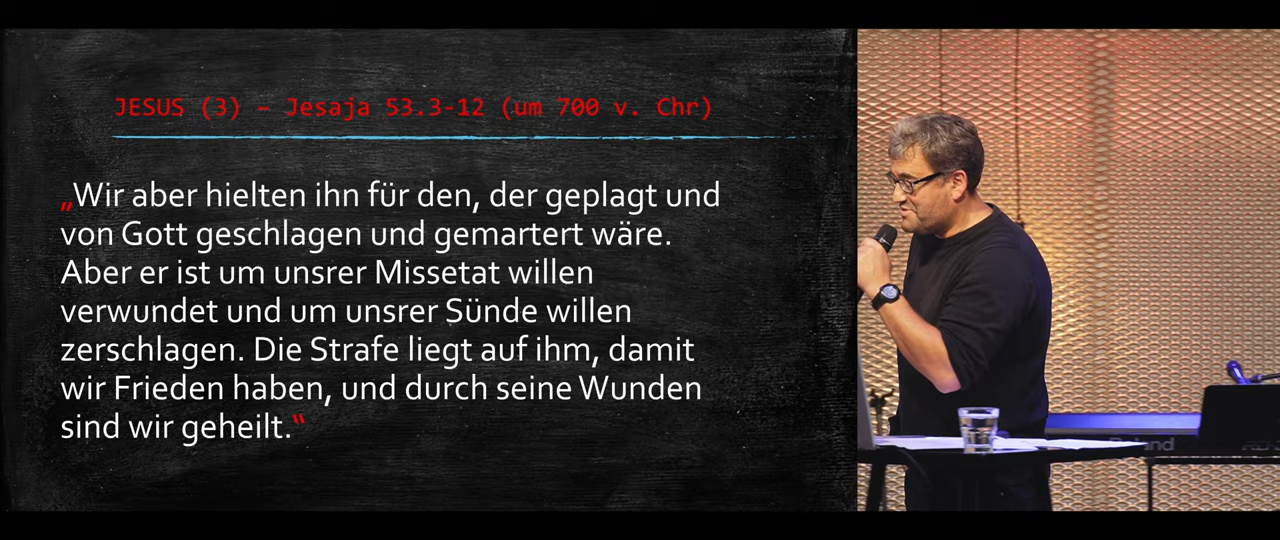 JESUS (3) – Jesaja 53.3-12 (um 700 v. Chr)
„Wir aber hielten ihn für den, der geplagt und
von Gott geschlagen und gemartert wäre.
Aber er ist um unsrer Missetat willen
verwundet und um unsrer Sünde willen
zerschlagen. Die Strafe liegt auf ihm, damit
wir Frieden haben, und durch seine Wunden
sind wir geheilt.“
Roland